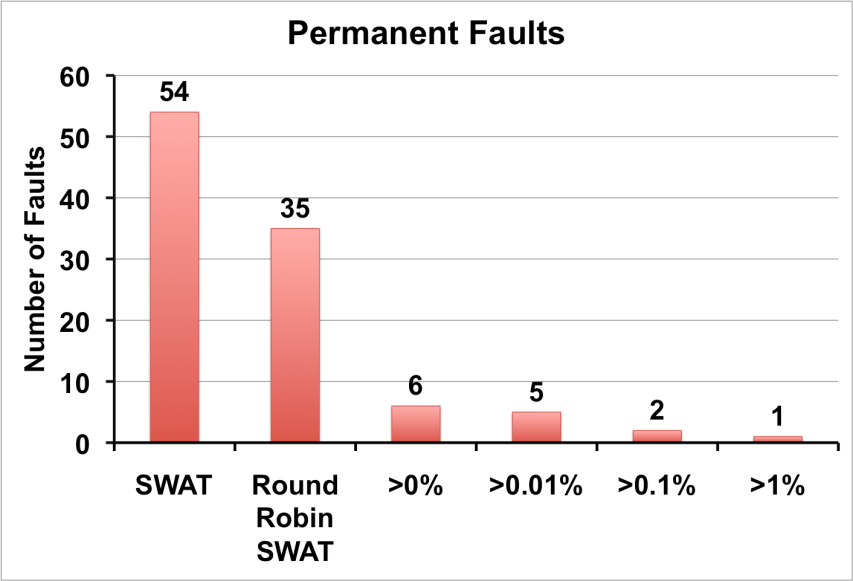 Permanent Faults
Number of Faults
60
50
40
30
20
10
0
54
35
6
5
2
1
SWAT
Round
Robin
SWAT
>0%
>0.01%
>0.1%
>1%